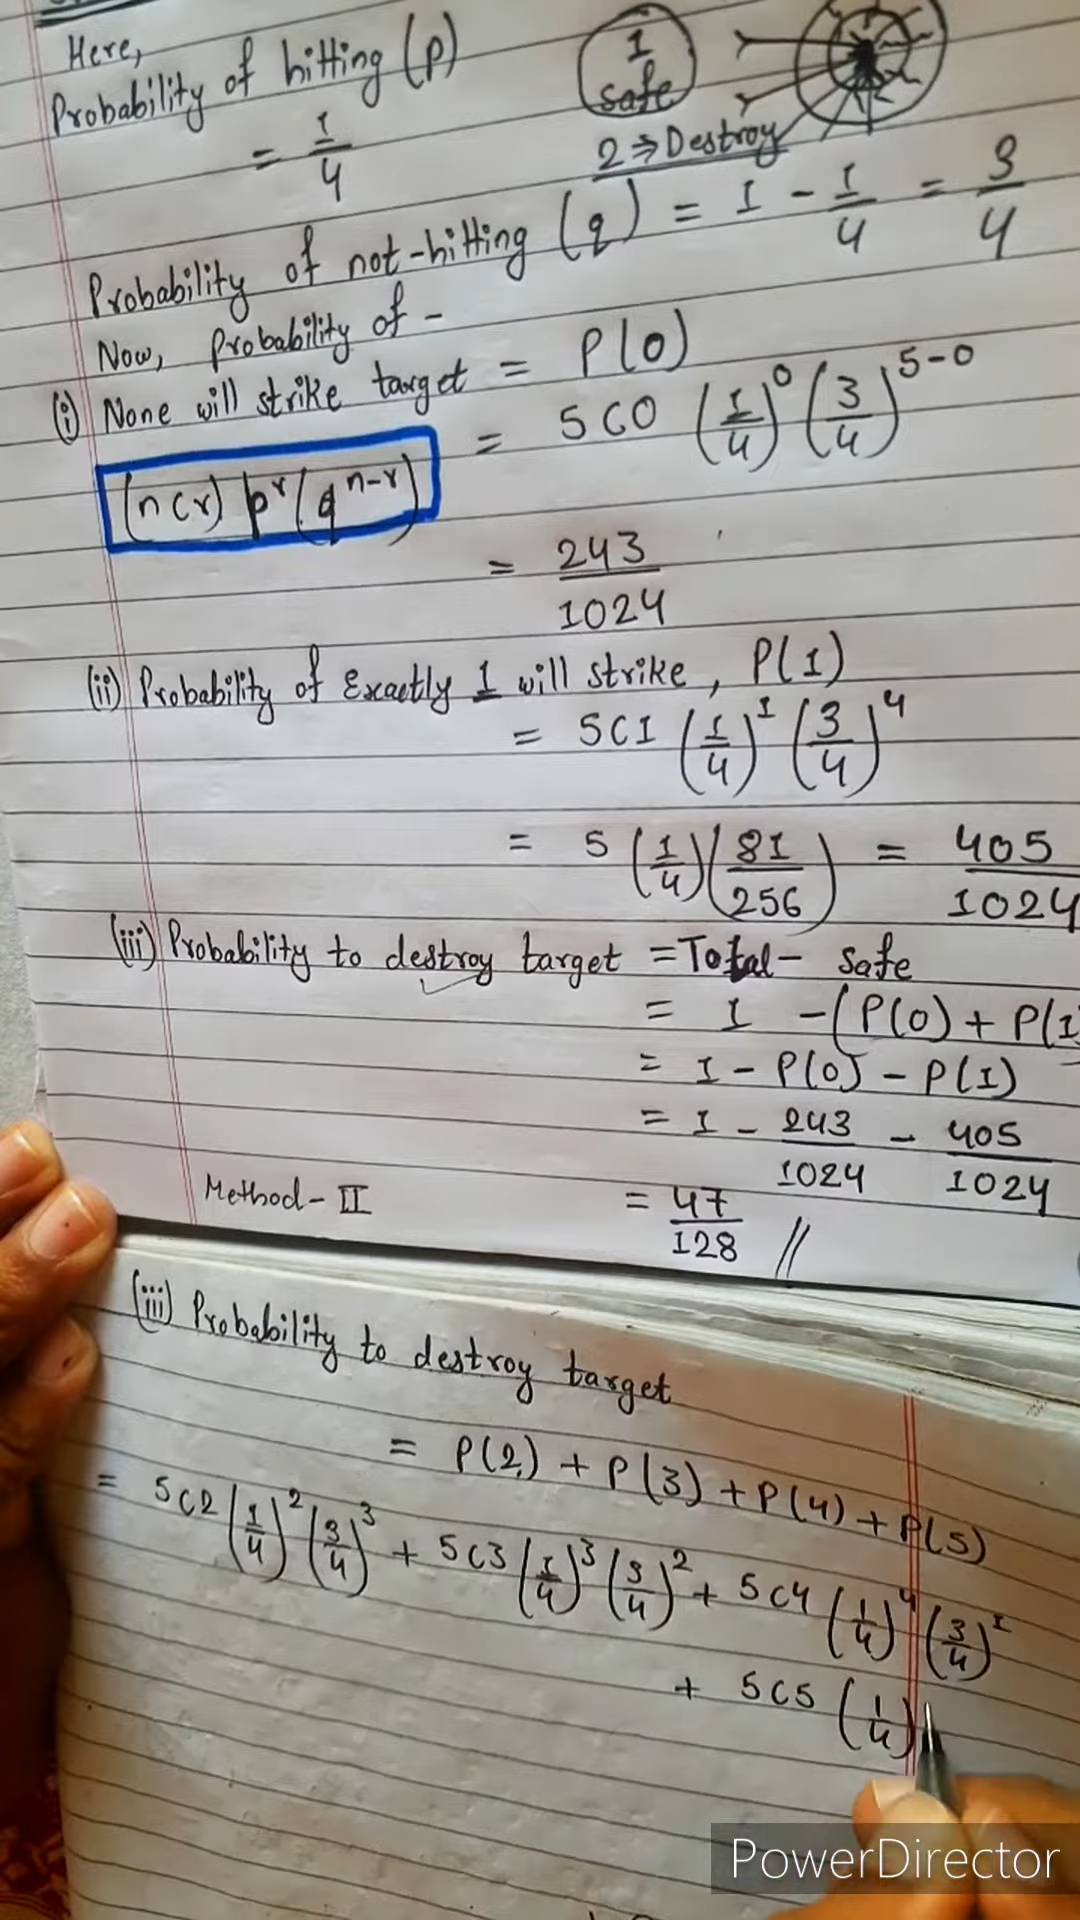 Here,
Probability of hitting (p)
= 1/4
1
safe
2 ⇒ Destroy
Probability of not-hitting (q) = 1 - 1/4 = 3/4
Now, Probability of -
(i) None will strike target = P(0)
= 5C0 (1/4)^0 (3/4)^5-0
(nCr) p^r (q^n-r)
= 243/1024
(ii) Probability of Exactly 1 will strike, P(1)
= 5C1 (1/4)^1 (3/4)^4
= 5 (1/4)(81/256) = 405/1024
(iii) Probability to destroy target = Total - safe
= 1 - (P(0) + P(1)
= 1 - P(0) - P(1)
= 1 - 243/1024 - 405/1024
Method - II
= 47/128 //
(iii) Probability to destroy target
= P(2) + P(3) + P(4) + P(5)
= 5C2 (1/4)^2 (3/4)^3 + 5C3 (1/4)^3 (3/4)^2 + 5C4 (1/4)^4 (3/4)^1
+ 5C5 (1/4)
PowerDirector